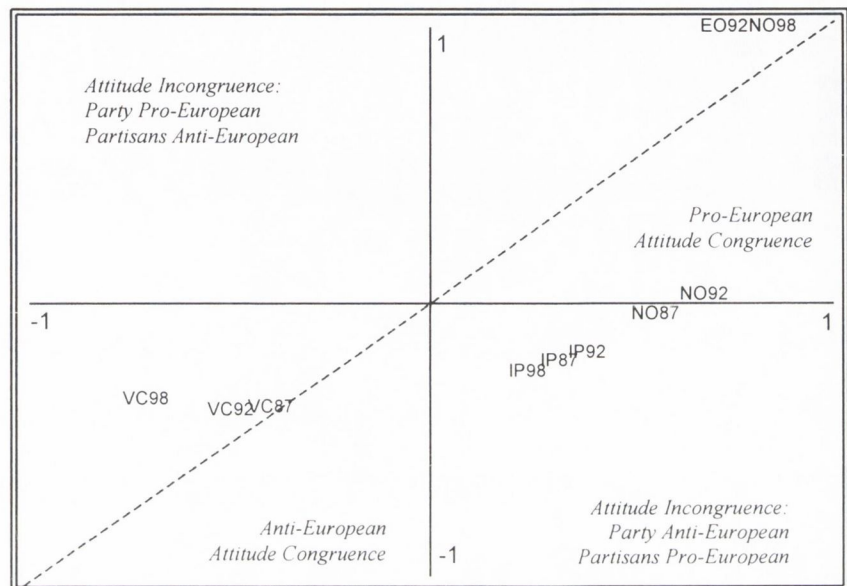 EO92NO98
1
Attitude Incongruence:
Party Pro-European
Partisans Anti-European
Pro-European
Attitude Congruence
NO92
-1
NO87
1
IP92
IP87
IP98
VC98
VC92
VC87
Anti-European
Attitude Congruence
-1
Attitude Incongruence:
Party Anti-European
Partisans Pro-European